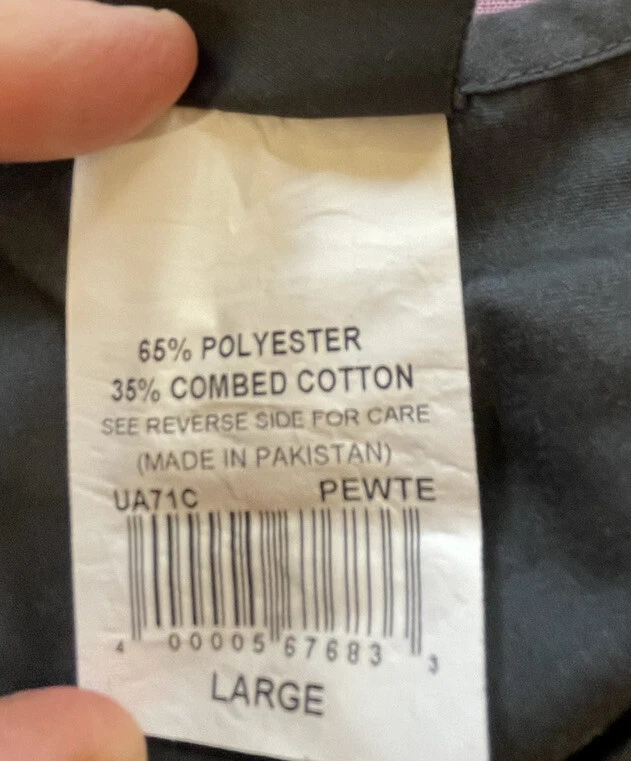 65% POLYESTER
35% COMBED COTTON
SEE REVERSE SIDE FOR CARE
(MADE IN PAKISTAN)
UA71C PEWTE
4 00005 67683 3
LARGE